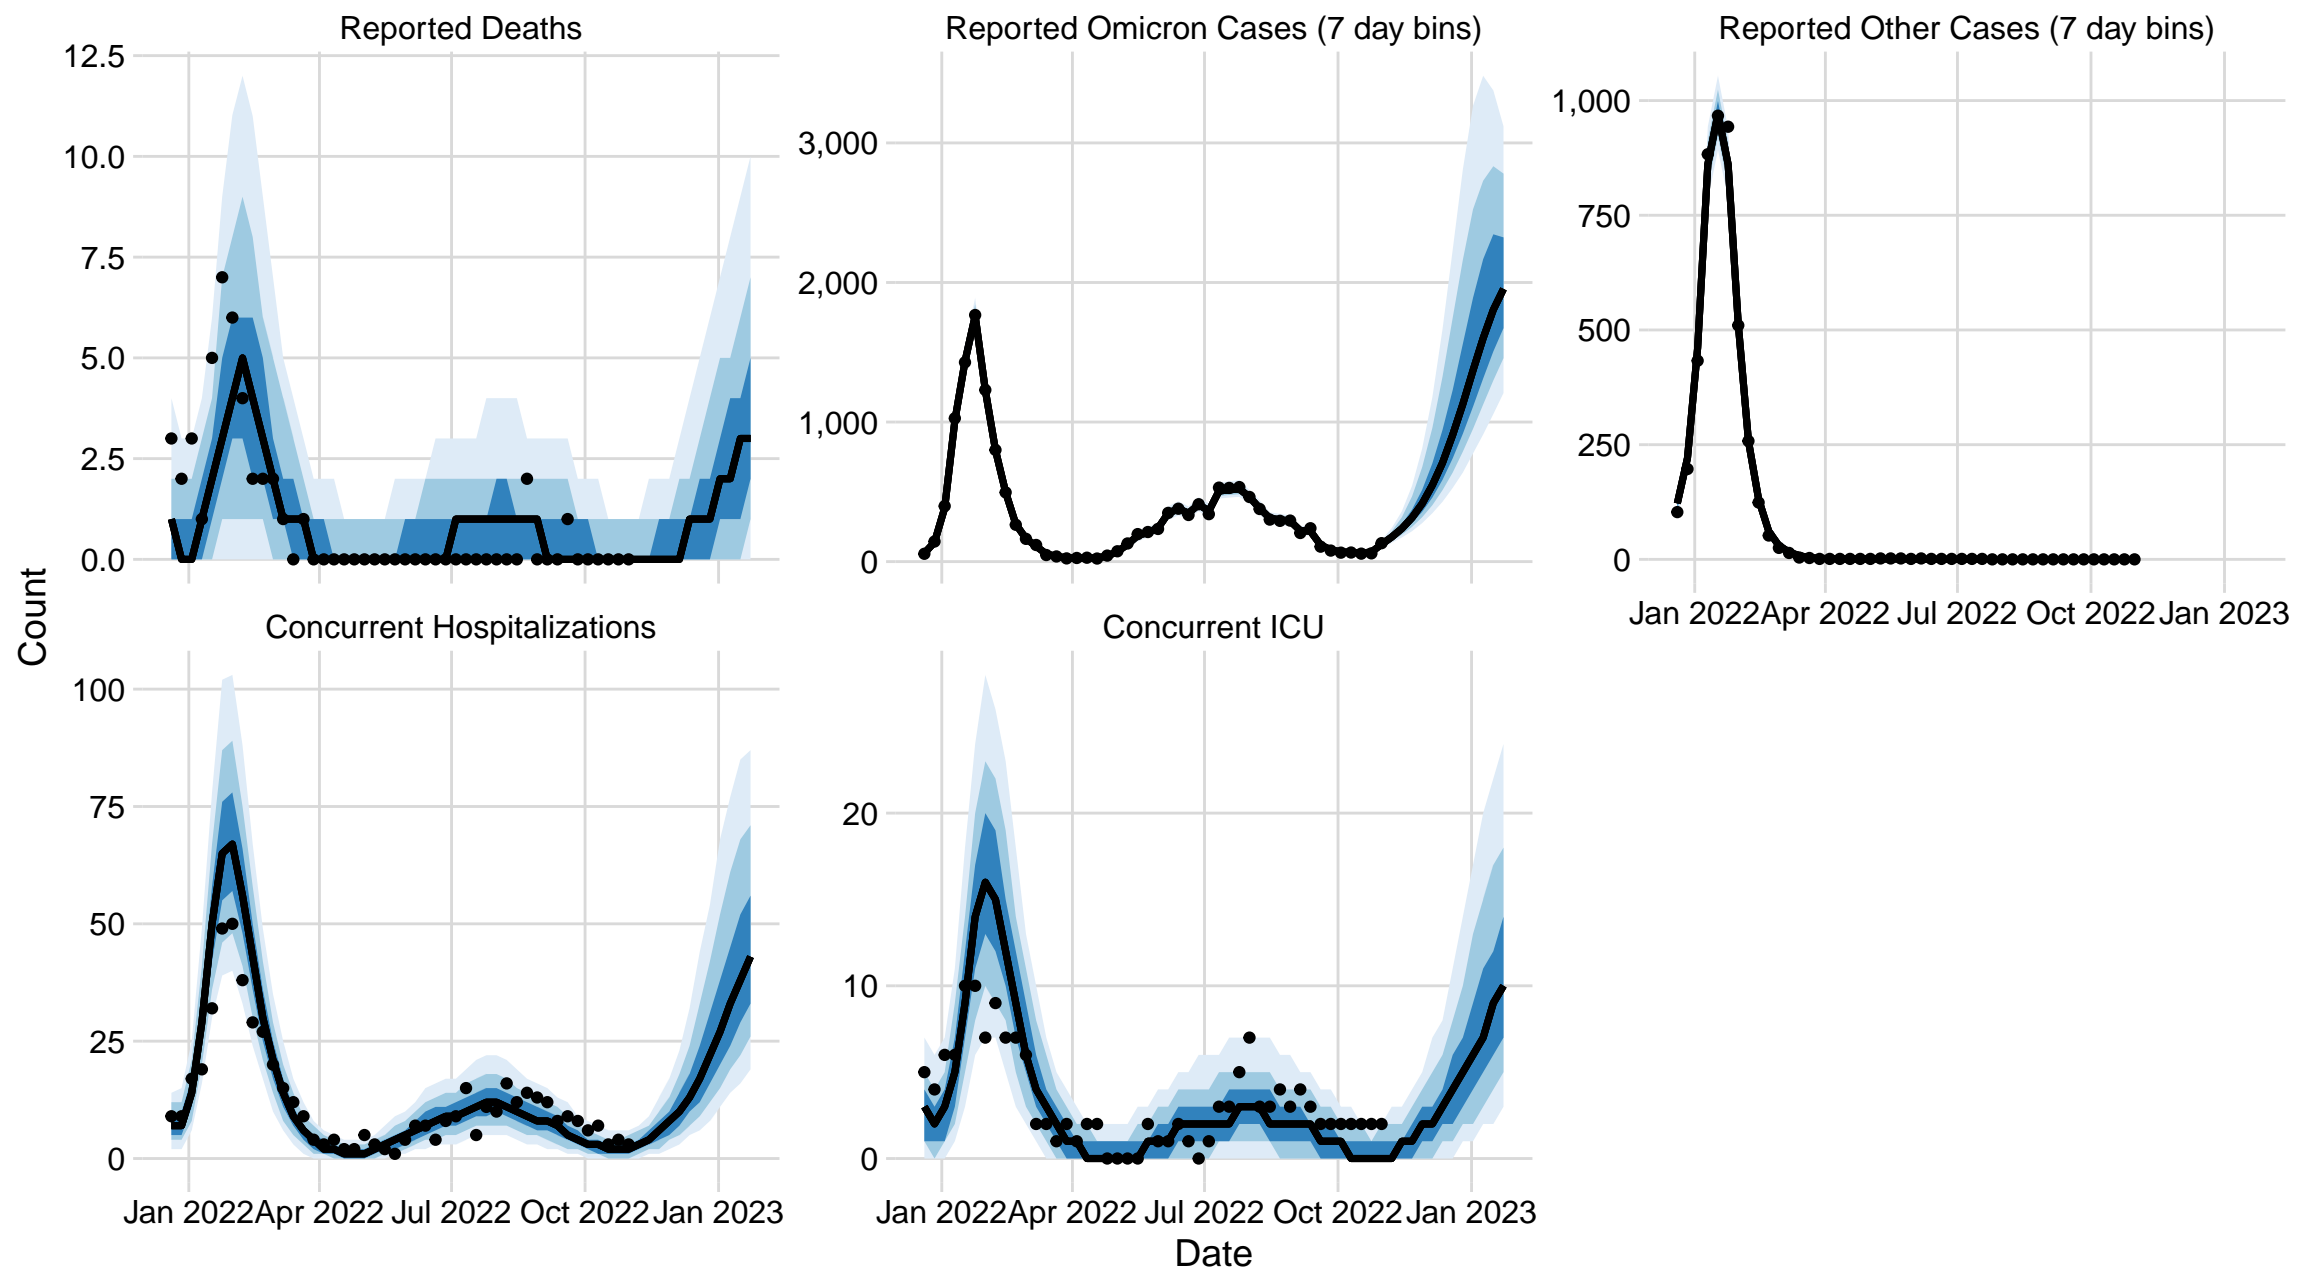 Reported Deaths
Reported Omicron Cases (7 day bins)
Reported Other Cases (7 day bins)
12.5
10.0
7.5
5.0
2.5
0.0
3,000
2,000
1,000
0
1,000
750
500
250
0
Jan 2022 Apr 2022 Jul 2022 Oct 2022 Jan 2023
Count
Concurrent Hospitalizations
Concurrent ICU
100
75
50
25
0
20
10
0
Jan 2022 Apr 2022 Jul 2022 Oct 2022 Jan 2023
Jan 2022 Apr 2022 Jul 2022 Oct 2022 Jan 2023
Date